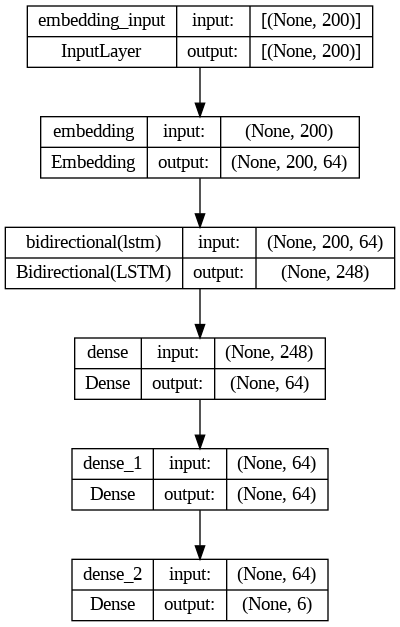 embedding_input input: [(None, 200)]
InputLayer output: [(None, 200)]
embedding input: (None, 200)
Embedding output: (None, 200, 64)
bidirectional(lstm) input: (None, 200, 64)
Bidirectional(LSTM) output: (None, 248)
dense input: (None, 248)
Dense output: (None, 64)
dense_1 input: (None, 64)
Dense output: (None, 64)
dense_2 input: (None, 64)
Dense output: (None, 6)